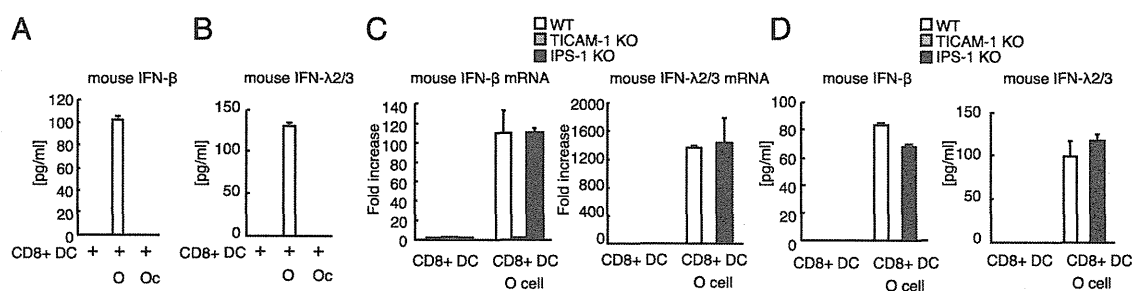 A
mouse IFN-β
[pg/ml]
120
100
80
60
40
20
0
CD8+ DC + + +
O Oc
B
mouse IFN-λ2/3
150
100
50
0
CD8+ DC + + +
O Oc
C
WT
TICAM-1 KO
IPS-1 KO
mouse IFN-β mRNA
Fold increase
140
120
100
80
60
40
20
0
CD8+ DC CD8+ DC
O cell
mouse IFN-λ2/3 mRNA
Fold increase
2000
1600
1200
800
400
0
CD8+ DC CD8+ DC
O cell
D
WT
TICAM-1 KO
IPS-1 KO
mouse IFN-β
[pg/ml]
100
80
60
40
20
0
CD8+ DC CD8+ DC
O cell
mouse IFN-λ2/3
[pg/ml]
150
100
50
0
CD8+ DC CD8+ DC
O cell